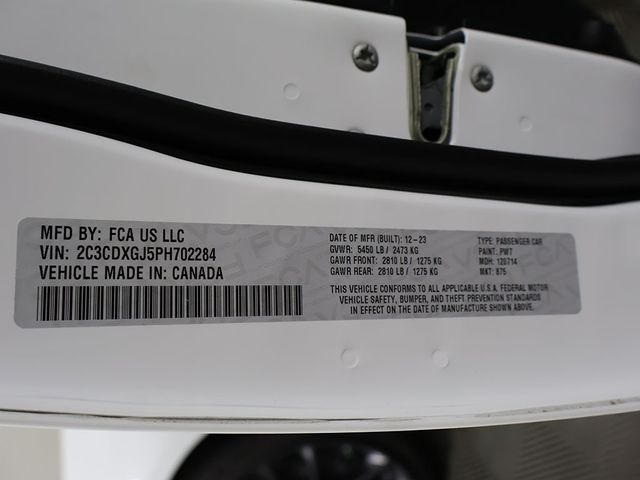 MFD BY: FCA US LLC
VIN: 2C3CDXGJ5PH702284
VEHICLE MADE IN: CANADA
DATE OF MFR (BUILT): 12-23
GVWR: 5450 LB / 2473 KG
GAWR FRONT: 2810 LB / 1275 KG
GAWR REAR: 2810 LB / 1275 KG
TYPE: PASSENGER CAR
PAINT: PW7
MDH: 128714
MKT: 875
THIS VEHICLE CONFORMS TO ALL APPLICABLE U.S.A. FEDERAL MOTOR
VEHICLE SAFETY, BUMPER, AND THEFT PREVENTION STANDARDS
IN EFFECT ON THE DATE OF MANUFACTURE SHOWN ABOVE.